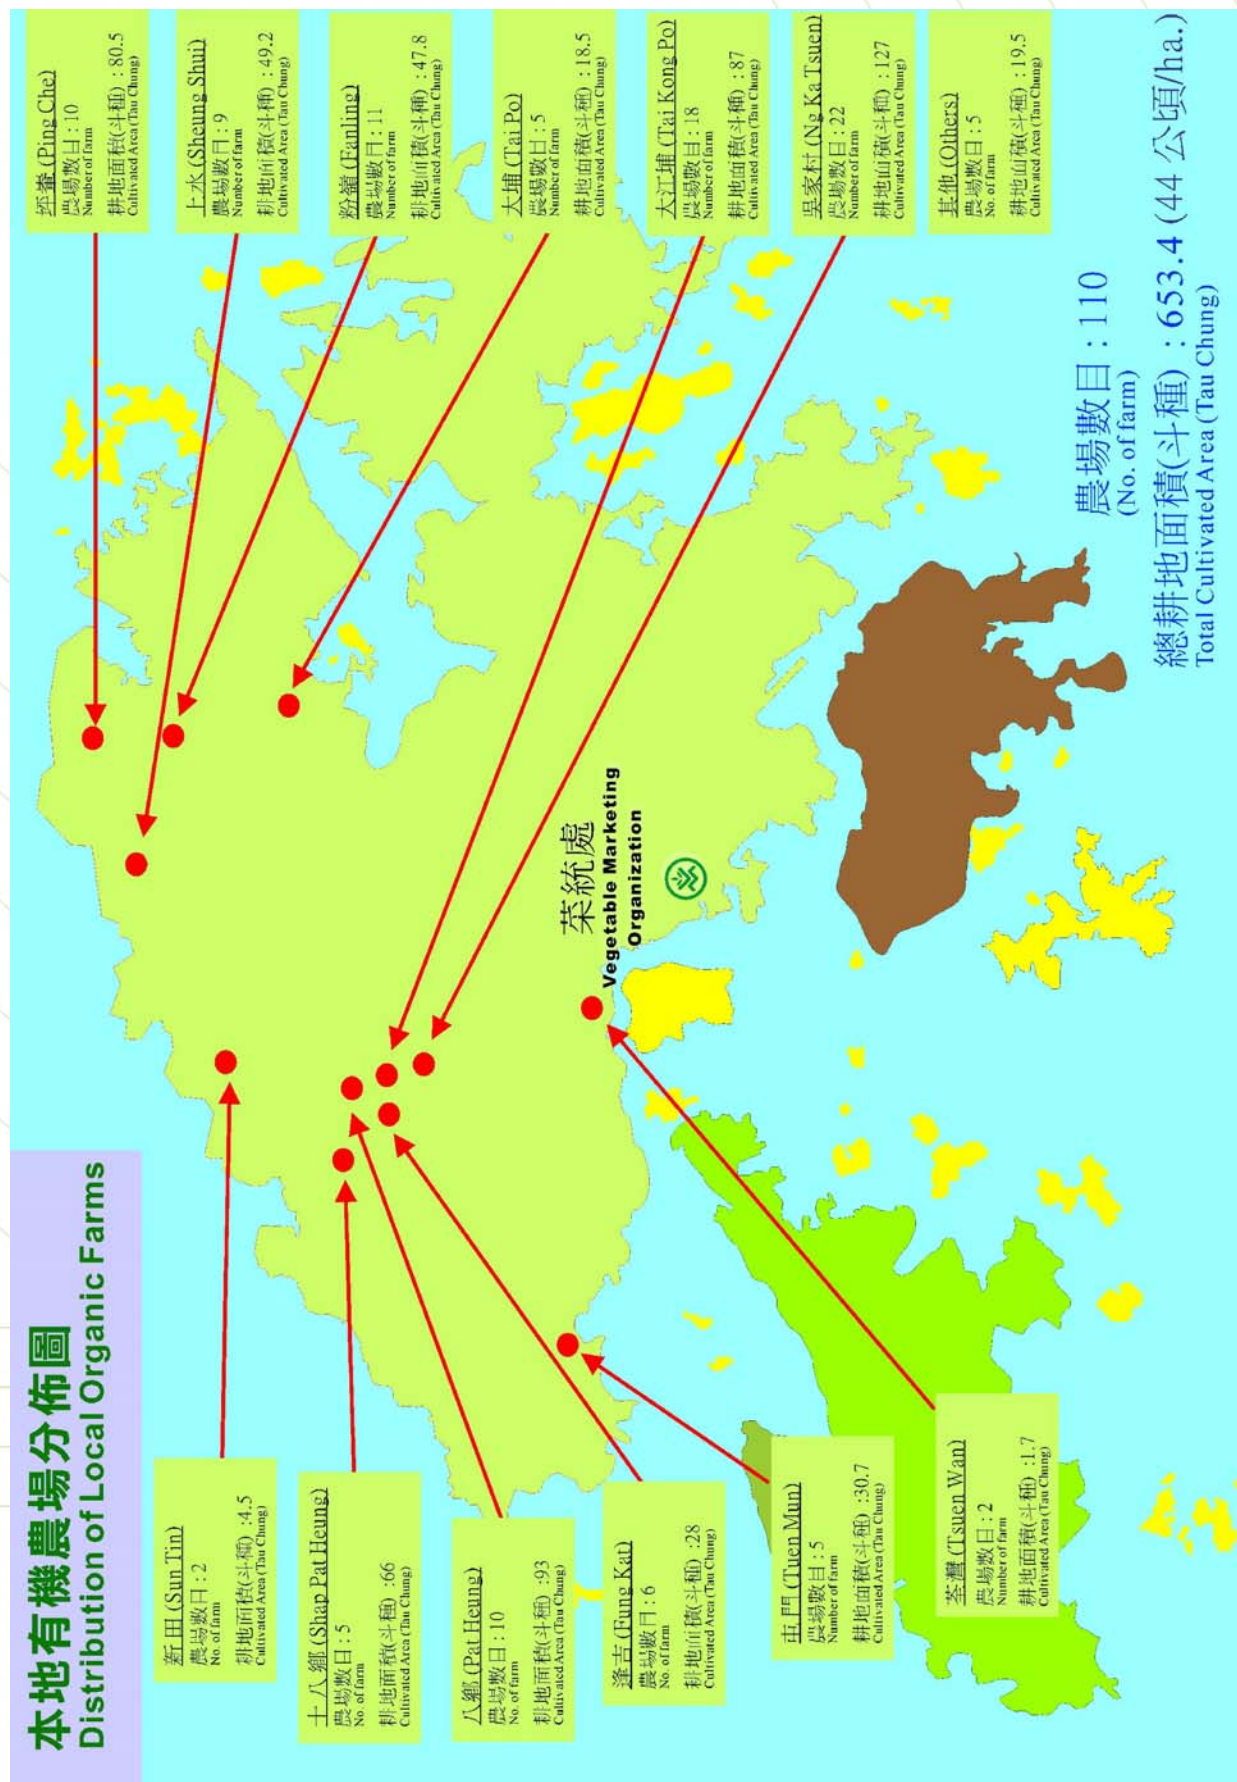 本地有機農場分佈圖
Distribution of Local Organic Farms
新田 (Sun Tin)
農場數目 : 2
No. of farm
耕地面積(斗種) :4.5
Cultivated Area (Tau Chung)
十八鄉 (Shap Pat Heung)
農場數目 : 5
No. of farm
耕地面積(斗種) :66
Cultivated Area (Tau Chung)
八鄉 (Pat Heung)
農場數目 : 10
No. of farm
耕地面積(斗種) :93
Cultivated Area (Tau Chung)
逢吉 (Fung Kat)
農場數目 : 6
No. of farm
耕地面積(斗種) :28
Cultivated Area (Tau Chung)
屯門 (Tuen Mun)
農場數目 : 5
Number of farm
耕地面積(斗種) :30.7
Cultivated Area (Tau Chung)
荃灣 (Tsuen Wan)
農場數目 : 2
Number of farm
耕地面積(斗種) :1.7
Cultivated Area (Tau Chung)
菜統處
Vegetable Marketing
Organization
坪輋 (Ping Che)
農場數目 : 10
Number of farm
耕地面積(斗種) : 80.5
Cultivated Area (Tau Chung)
上水 (Sheung Shui)
農場數目 : 9
Number of farm
耕地面積(斗種) : 49.2
Cultivated Area (Tau Chung)
粉嶺 (Fanling)
農場數目 : 11
Number of farm
耕地面積(斗種) : 47.8
Cultivated Area (Tau Chung)
大埔 (Tai Po)
農場數目 : 5
Number of farm
耕地面積(斗種) : 18.5
Cultivated Area (Tau Chung)
大江埔 (Tai Kong Po)
農場數目 : 18
Number of farm
耕地面積(斗種) : 87
Cultivated Area (Tau Chung)
吳家村 (Ng Ka Tsuen)
農場數目 : 22
Number of farm
耕地面積(斗種) : 127
Cultivated Area (Tau Chung)
其他 (Others)
農場數目 : 5
No. of farm
耕地面積(斗種) : 19.5
Cultivated Area (Tau Chung)
農場數目 : 110
(No. of farm)
總耕地面積(斗種) : 653.4 (44 公頃/ha.)
Total Cultivated Area (Tau Chung)